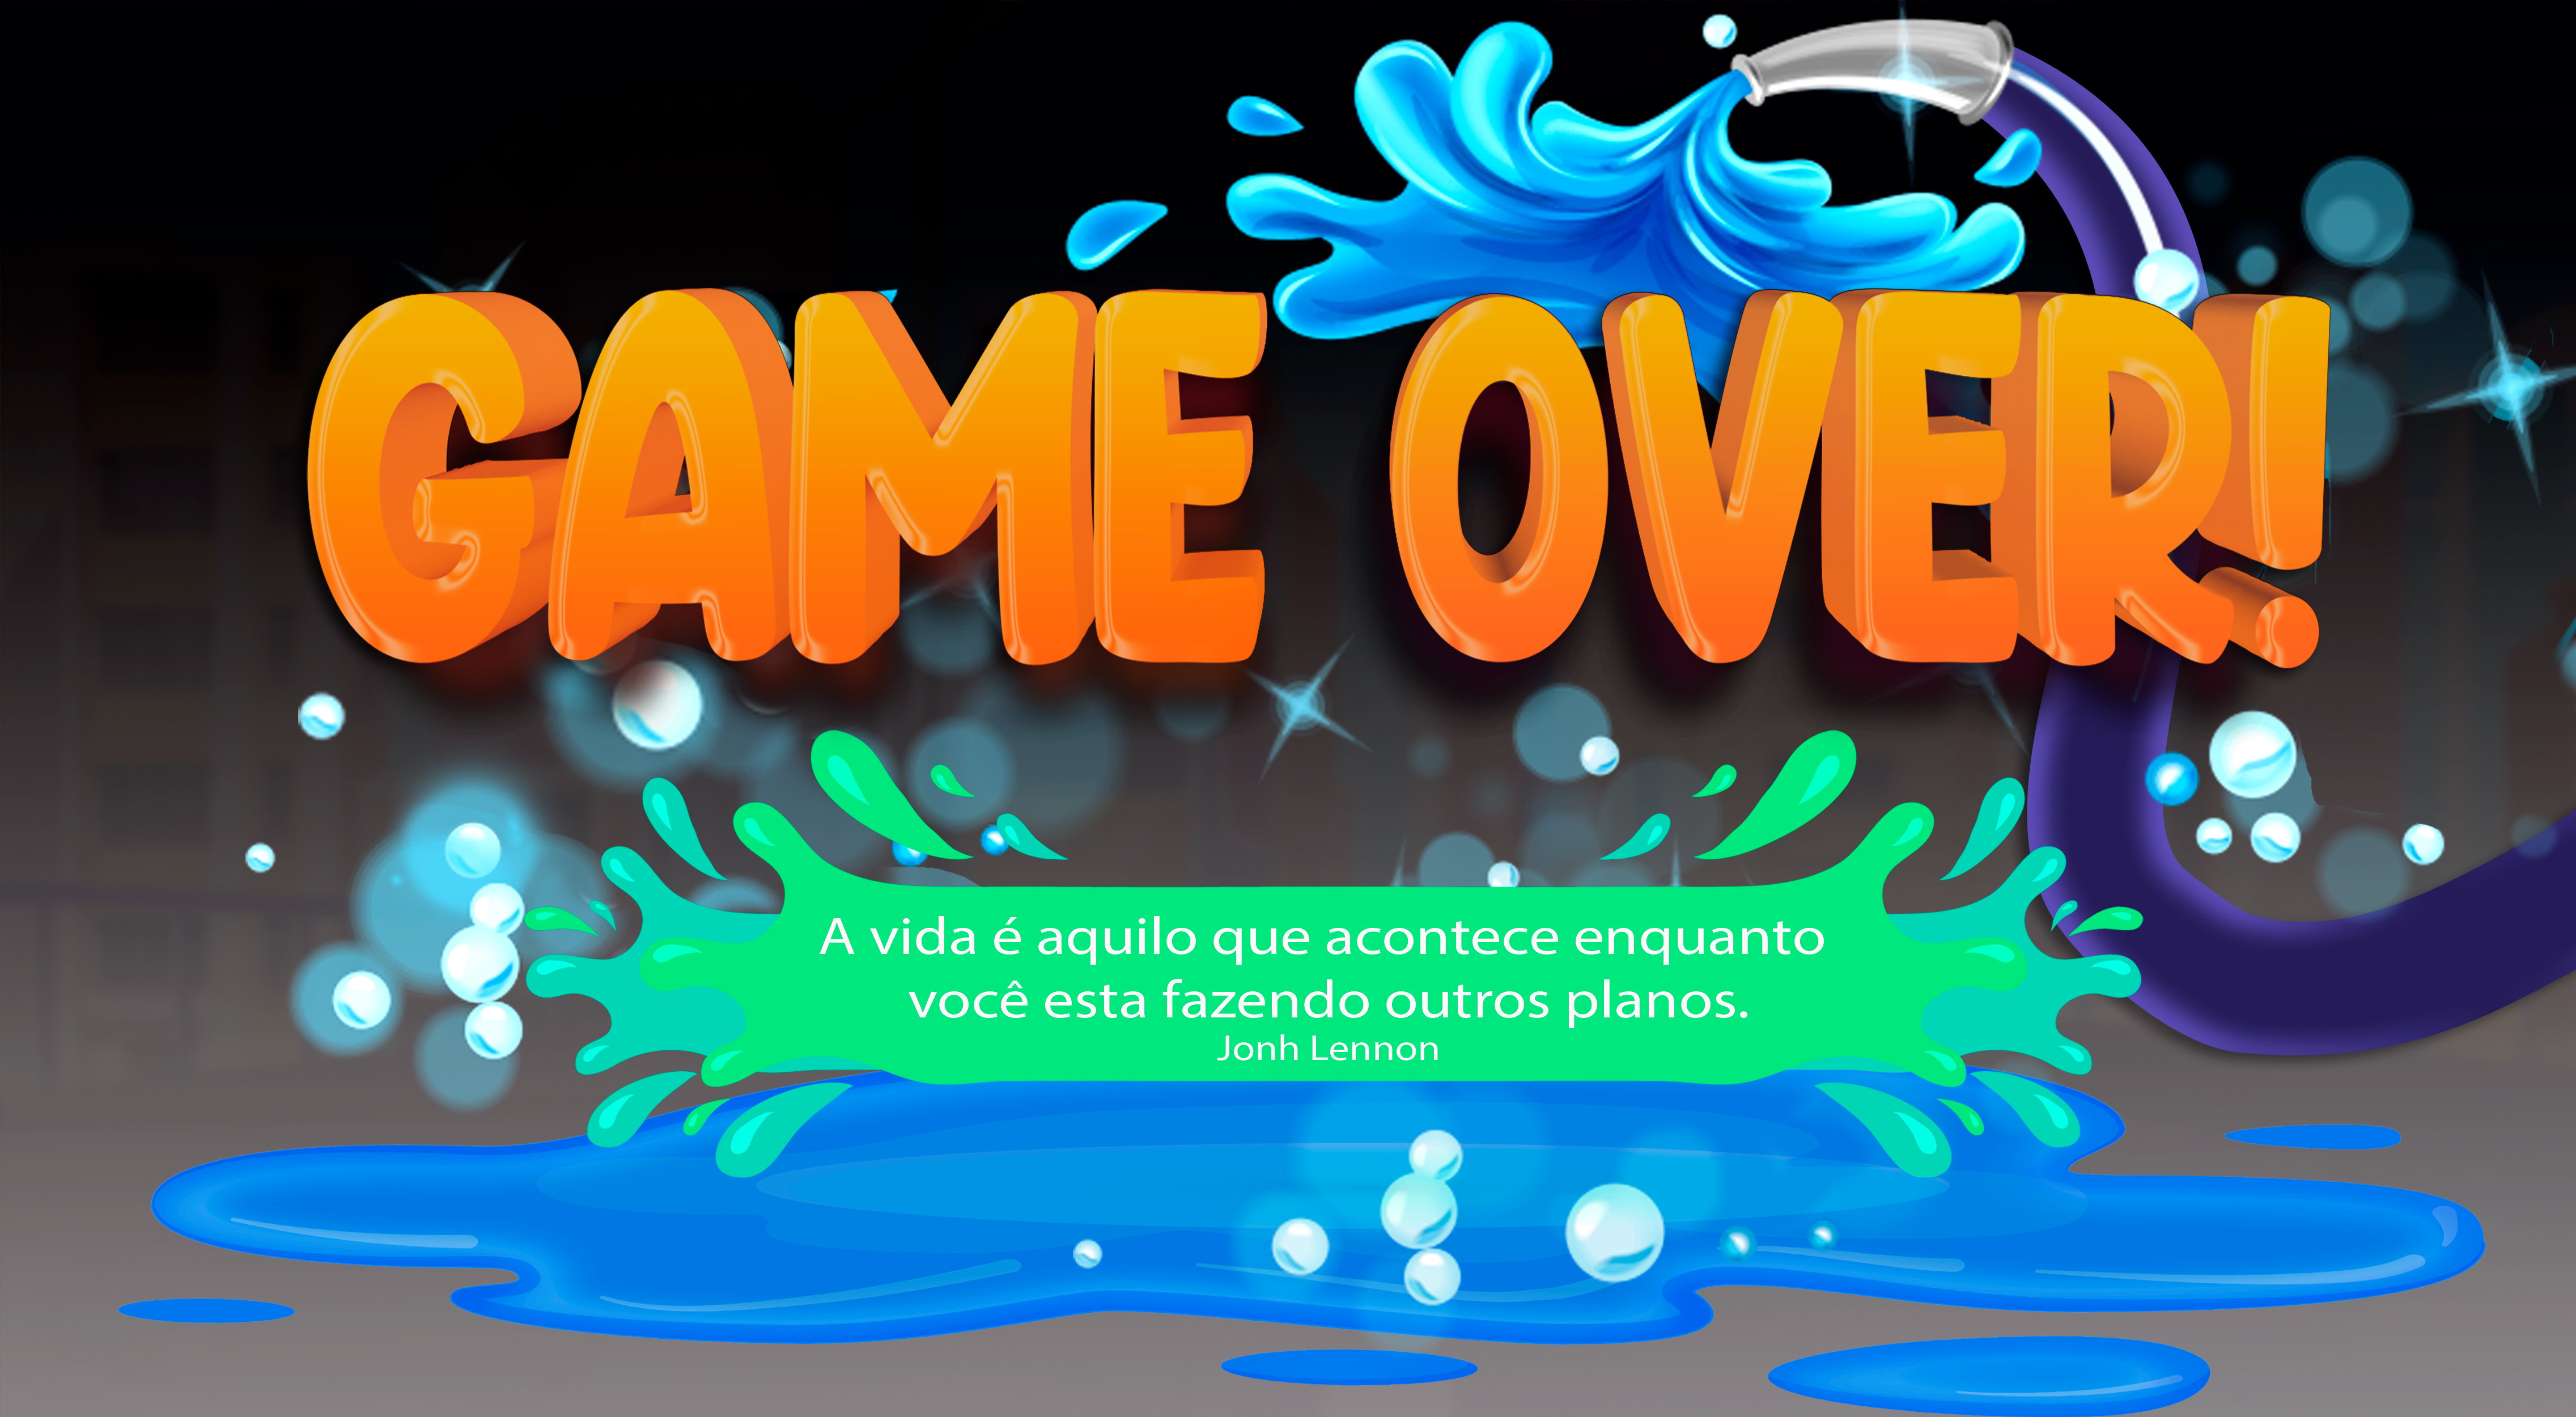 GAME OVER!
A vida é aquilo que acontece enquanto
você esta fazendo outros planos.
Jonh Lennon